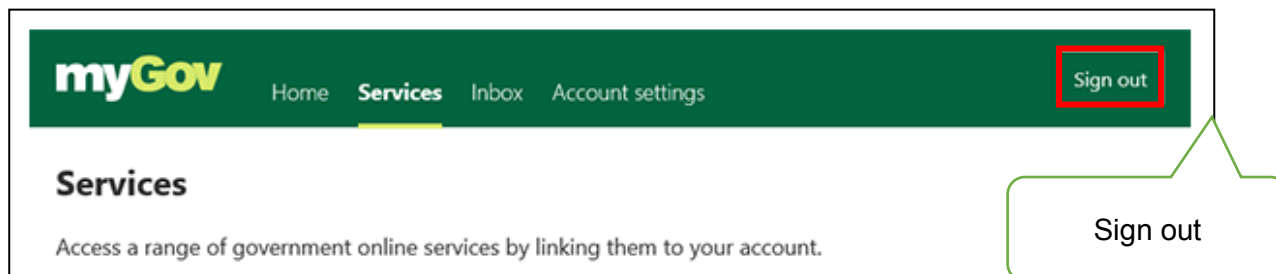 myGov Home Services Inbox Account settings Sign out
Services
Access a range of government online services by linking them to your account.
Sign out